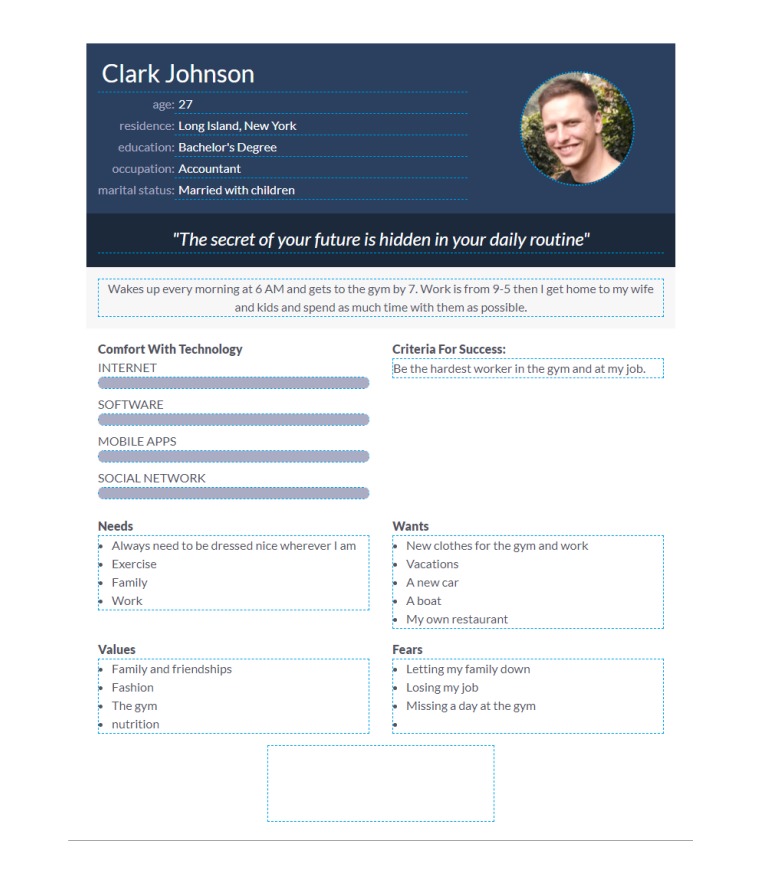 Clark Johnson
age: 27
residence: Long Island, New York
education: Bachelor's Degree
occupation: Accountant
marital status: Married with children
"The secret of your future is hidden in your daily routine"
Wakes up every morning at 6 AM and gets to the gym by 7. Work is from 9-5 then I get home to my wife
and kids and spend as much time with them as possible.
Comfort With Technology
INTERNET
SOFTWARE
MOBILE APPS
SOCIAL NETWORK
Criteria For Success:
Be the hardest worker in the gym and at my job.
Needs
• Always need to be dressed nice wherever I am
• Exercise
• Family
• Work
Wants
• New clothes for the gym and work
• Vacations
• A new car
• A boat
• My own restaurant
Values
• Family and friendships
• Fashion
• The gym
• nutrition
Fears
• Letting my family down
• Losing my job
• Missing a day at the gym
•